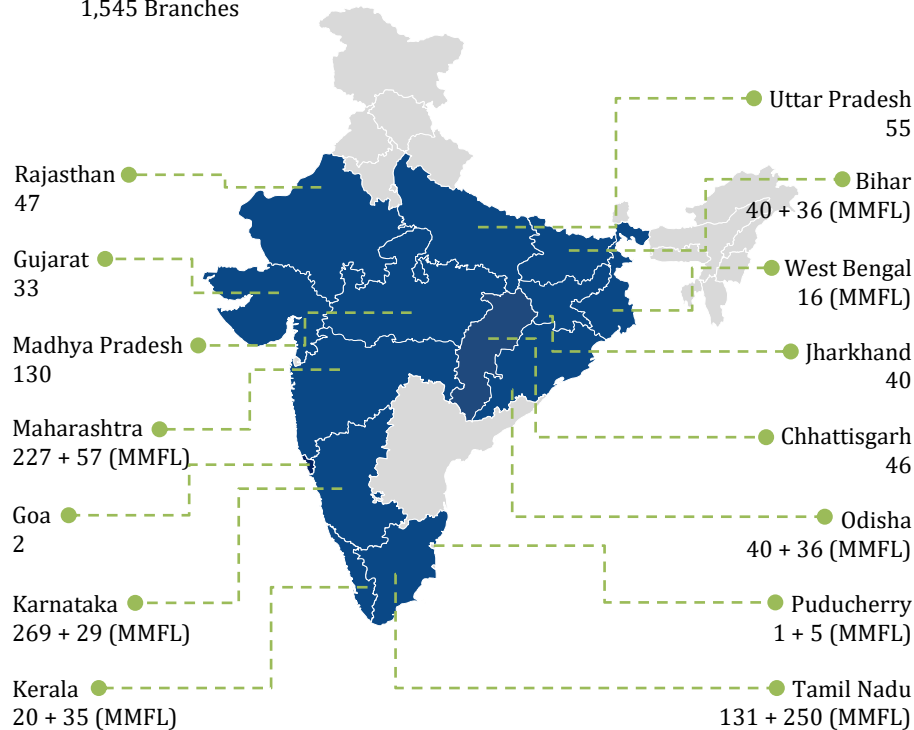 1,545 Branches
Uttar Pradesh
55
Rajasthan
47
Bihar
40 + 36 (MMFL)
Gujarat
33
West Bengal
16 (MMFL)
Madhya Pradesh
130
Jharkhand
40
Maharashtra
227 + 57 (MMFL)
Chhattisgarh
46
Goa
2
Odisha
40 + 36 (MMFL)
Karnataka
269 + 29 (MMFL)
Puducherry
1 + 5 (MMFL)
Kerala
20 + 35 (MMFL)
Tamil Nadu
131 + 250 (MMFL)